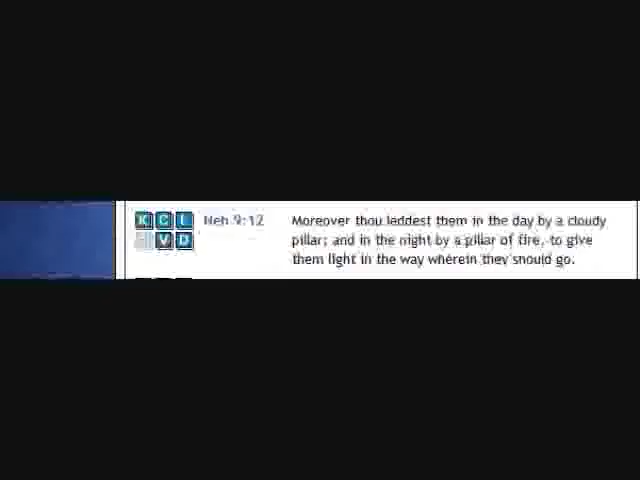 K C L Neh 9:12 Moreover thou leddest them in the day by a cloudy
V D pillar; and in the night by a pillar of fire, to give
them light in the way wherein they should go.